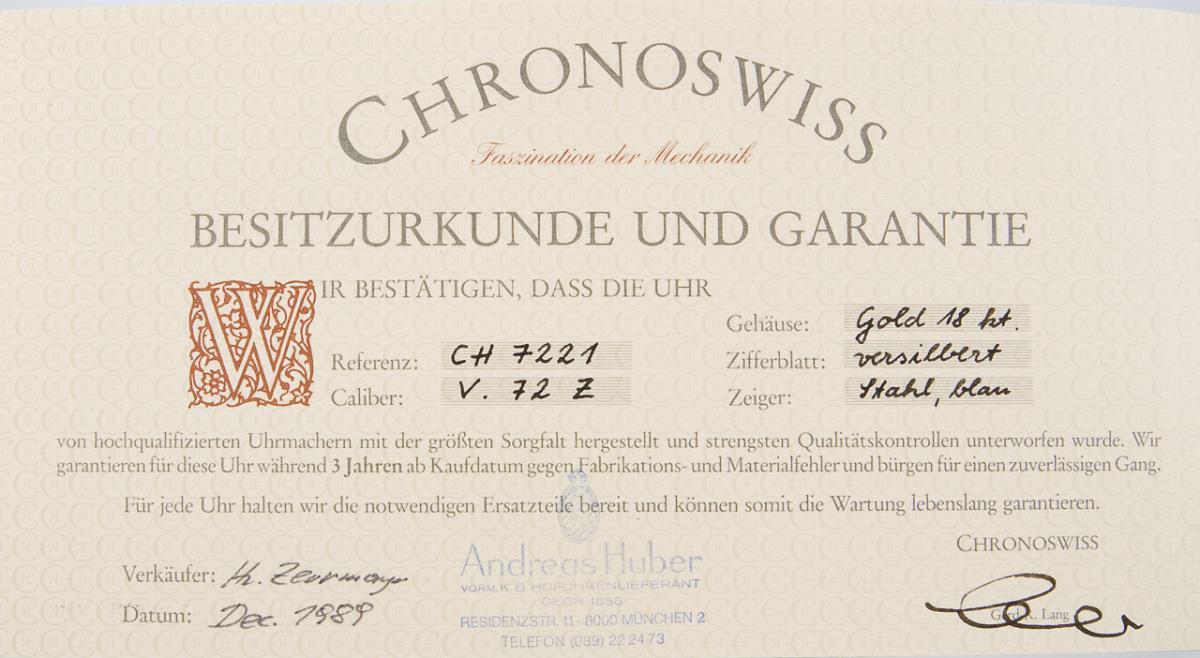 CHRONOSWISS
Faszination der Mechanik
BESITZURKUNDE UND GARANTIE
WIR BESTÄTIGEN, DASS DIE UHR
Referenz: CH 7221
Caliber: V. 72 Z
Gehäuse: Gold 18 kt.
Zifferblatt: versilbert
Zeiger: Stahl, blau
von hochqualifizierten Uhrmachern mit der größten Sorgfalt hergestellt und strengsten Qualitätskontrollen unterworfen wurde. Wir
garantieren für diese Uhr während 3 Jahren ab Kaufdatum gegen Fabrikations- und Materialfehler und bürgen für einen zuverlässigen Gang.
Für jede Uhr halten wir die notwendigen Ersatzteile bereit und können somit die Wartung lebenslang garantieren.
Verkäufer:
Datum: Dec. 1989
Andreas Huber
VORM. K. B. HOFUHRENLIEFERANT
GEGR. 1856
RESIDENZSTR. 11 - 8000 MÜNCHEN 2
TELEFON (089) 22 24 73
CHRONOSWISS
Gerd R. Lang